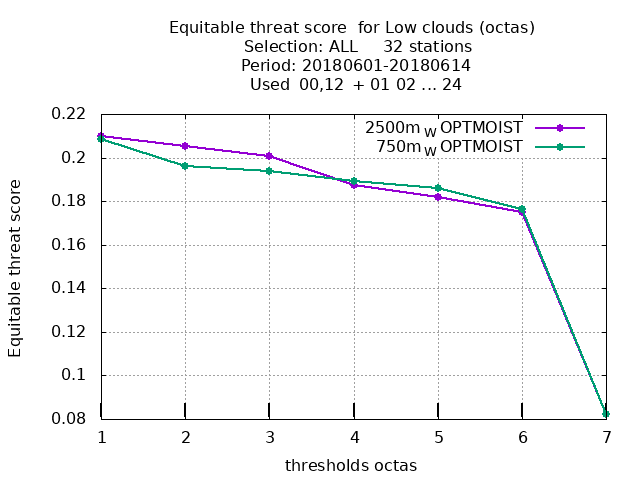 Equitable threat score  for Low clouds (octas)
Selection: ALL     32 stations
Period: 20180601-20180614
Used  00,12  + 01 02 ... 24
2500m_W OPTMOIST
750m_W OPTMOIST
Equitable threat score
0.22
0.2
0.18
0.16
0.14
0.12
0.1
0.08
1 2 3 4 5 6 7
thresholds octas